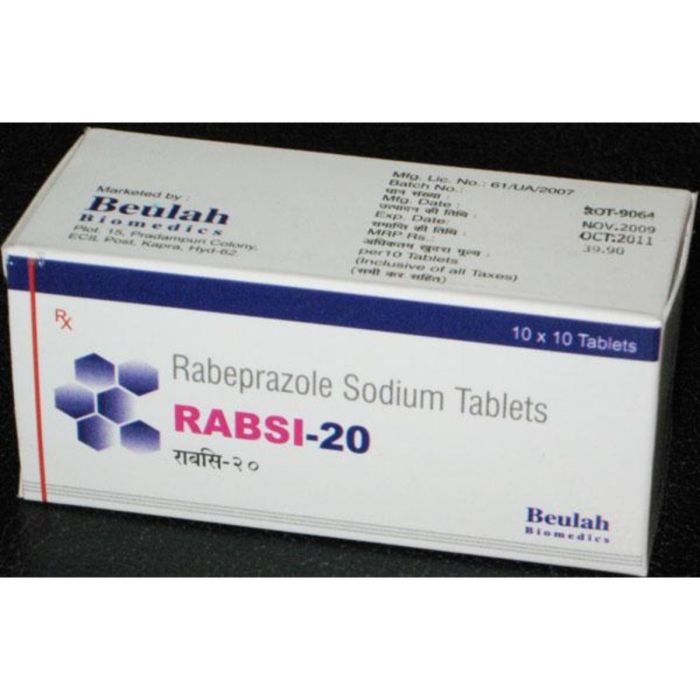 Marketed by :
Beulah
Biomedics
Plot. 15, Pradampuri Colony,
ECIL Post, Kapra, Hyd-62
Mfg. Lic. No.: 61/UA/2007
Batch No.:
घान संख्या :
Mfg. Date :
उत्पादन की तिथि :
Exp. Date:
समाप्ति की तिथि :
MRP Rs.:
अधिकतम खुदरा मूल्य :
per10 Tablets
(Inclusive of all Taxes)
(सभी कर सहित)
ROT-9064
NOV.2009
OCT.2011
39.90
10 x 10 Tablets
Rx
Rabeprazole Sodium Tablets
RABSI-20
राबसि-२०
Beulah
Biomedics